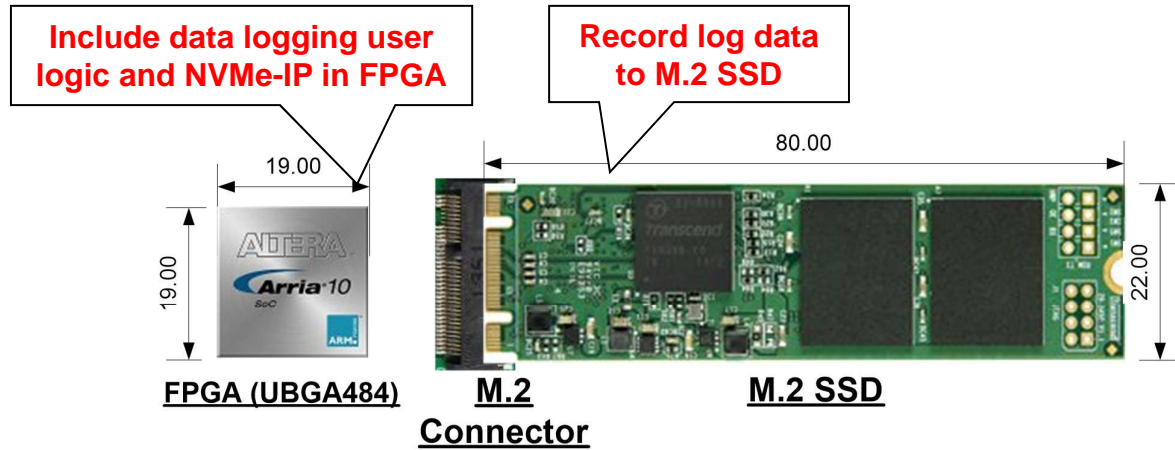 Include data logging user
logic and NVMe-IP in FPGA
Record log data
to M.2 SSD
19.00
80.00
19.00
ALTERA
Arria 10
SoC
ARM
Transcend
22.00
FPGA (UBGA484)
M.2
Connector
M.2 SSD